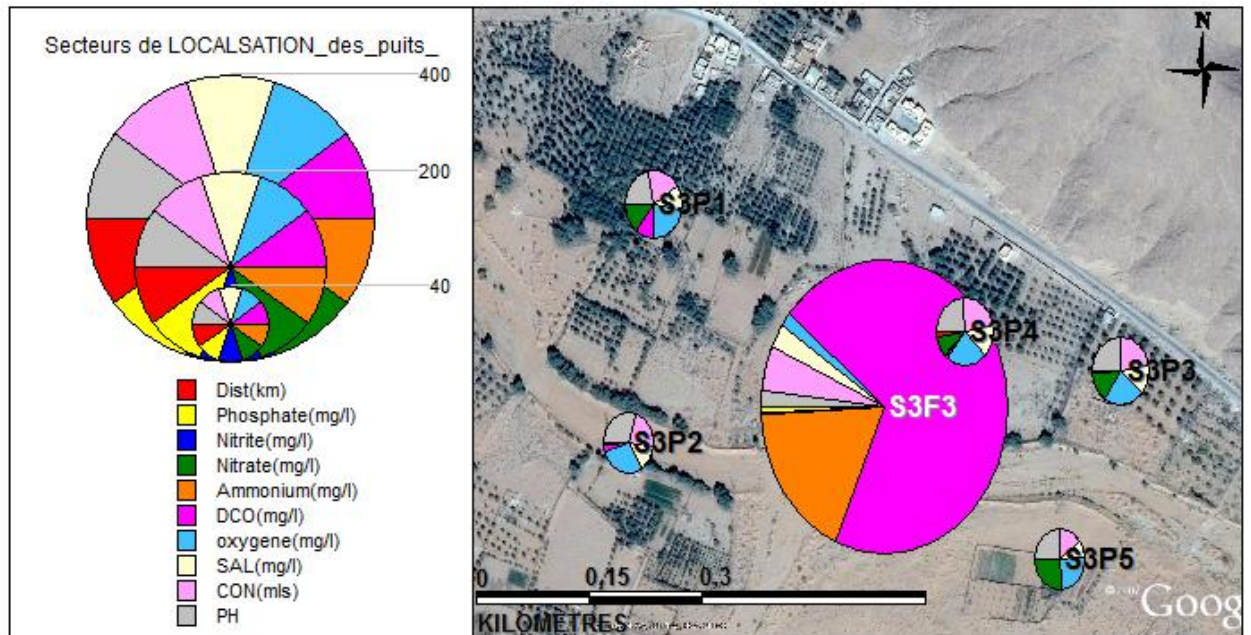 Secteurs de LOCALSATION_des_puits_
400
200
40
Dist(km)
Phosphate(mg/l)
Nitrite(mg/l)
Nitrate(mg/l)
Ammonium(mg/l)
DCO(mg/l)
oxygene(mg/l)
SAL(mg/l)
CON(mls)
PH
N
S3P1
S3P4
S3P3
S3F3
S3P2
S3P5
0 0,15 0,3
KILOMETRES
Goog